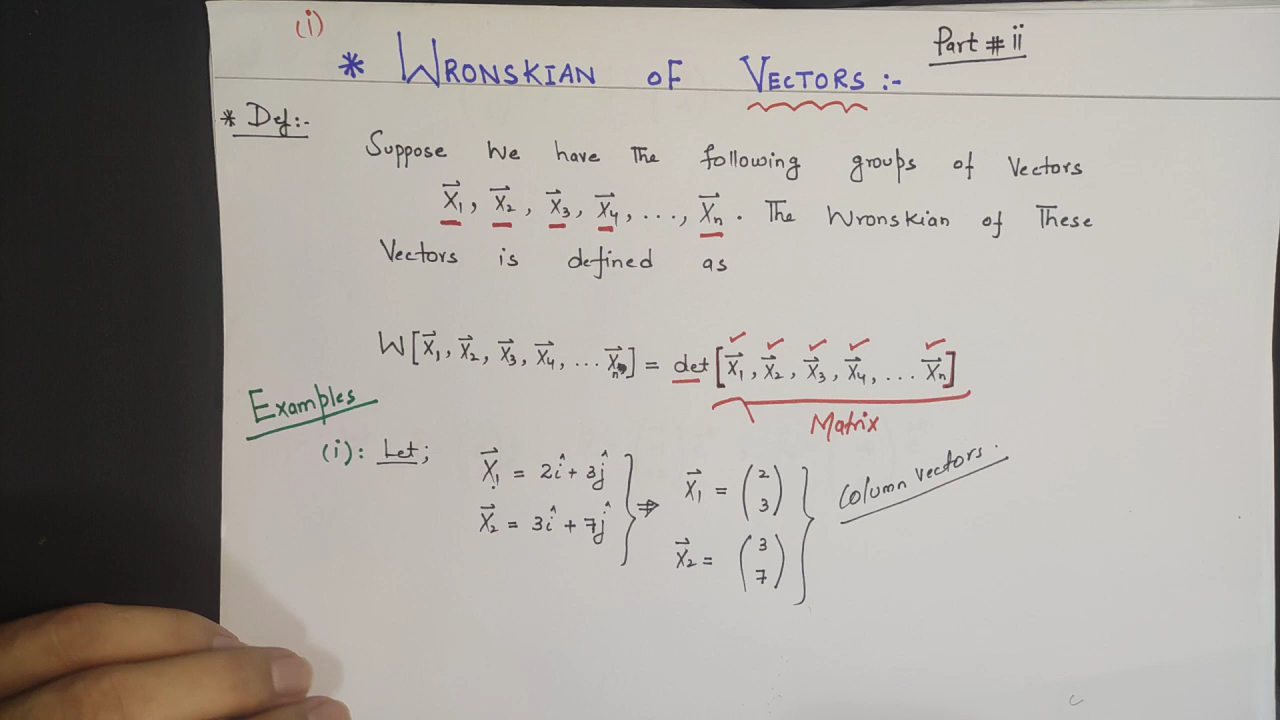 (i)
Part # ii
* WRONSKIAN OF VECTORS :-
* Def:-
Suppose We have The following groups of Vectors
X⃗₁, X⃗₂, X⃗₃, X⃗₄, ..., X⃗ₙ. The Wronskian of These
Vectors is defined as
W[X⃗₁, X⃗₂, X⃗₃, X⃗₄, ... X⃗ₙ] = det[X⃗₁, X⃗₂, X⃗₃, X⃗₄, ... X⃗ₙ]
Matrix
Examples
(i): Let; X⃗₁ = 2î + 3ĵ } ⇒ X⃗₁ = (2 3) } Column vectors.
X⃗₂ = 3î + 7ĵ X⃗₂ = (3 7)